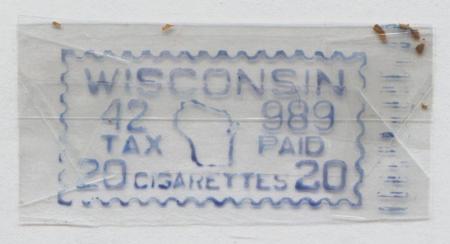 WISCONSIN
42 989
TAX PAID
20 CIGARETTES 20